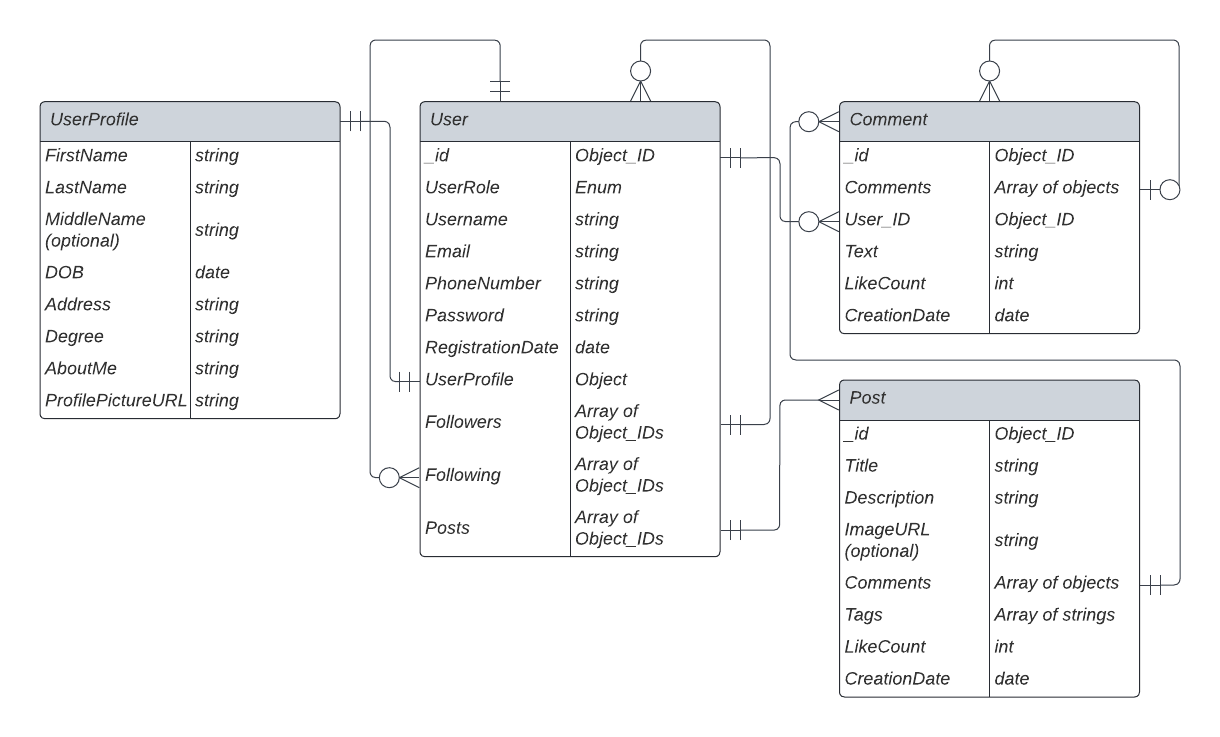 UserProfile
FirstName string
LastName string
MiddleName
(optional) string
DOB date
Address string
Degree string
AboutMe string
ProfilePictureURL string
User
_id Object_ID
UserRole Enum
Username string
Email string
PhoneNumber string
Password string
RegistrationDate date
UserProfile Object
Followers Array of
Object_IDs
Following Array of
Object_IDs
Posts Array of
Object_IDs
Comment
_id Object_ID
Comments Array of objects
User_ID Object_ID
Text string
LikeCount int
CreationDate date
Post
_id Object_ID
Title string
Description string
ImageURL
(optional) string
Comments Array of objects
Tags Array of strings
LikeCount int
CreationDate date